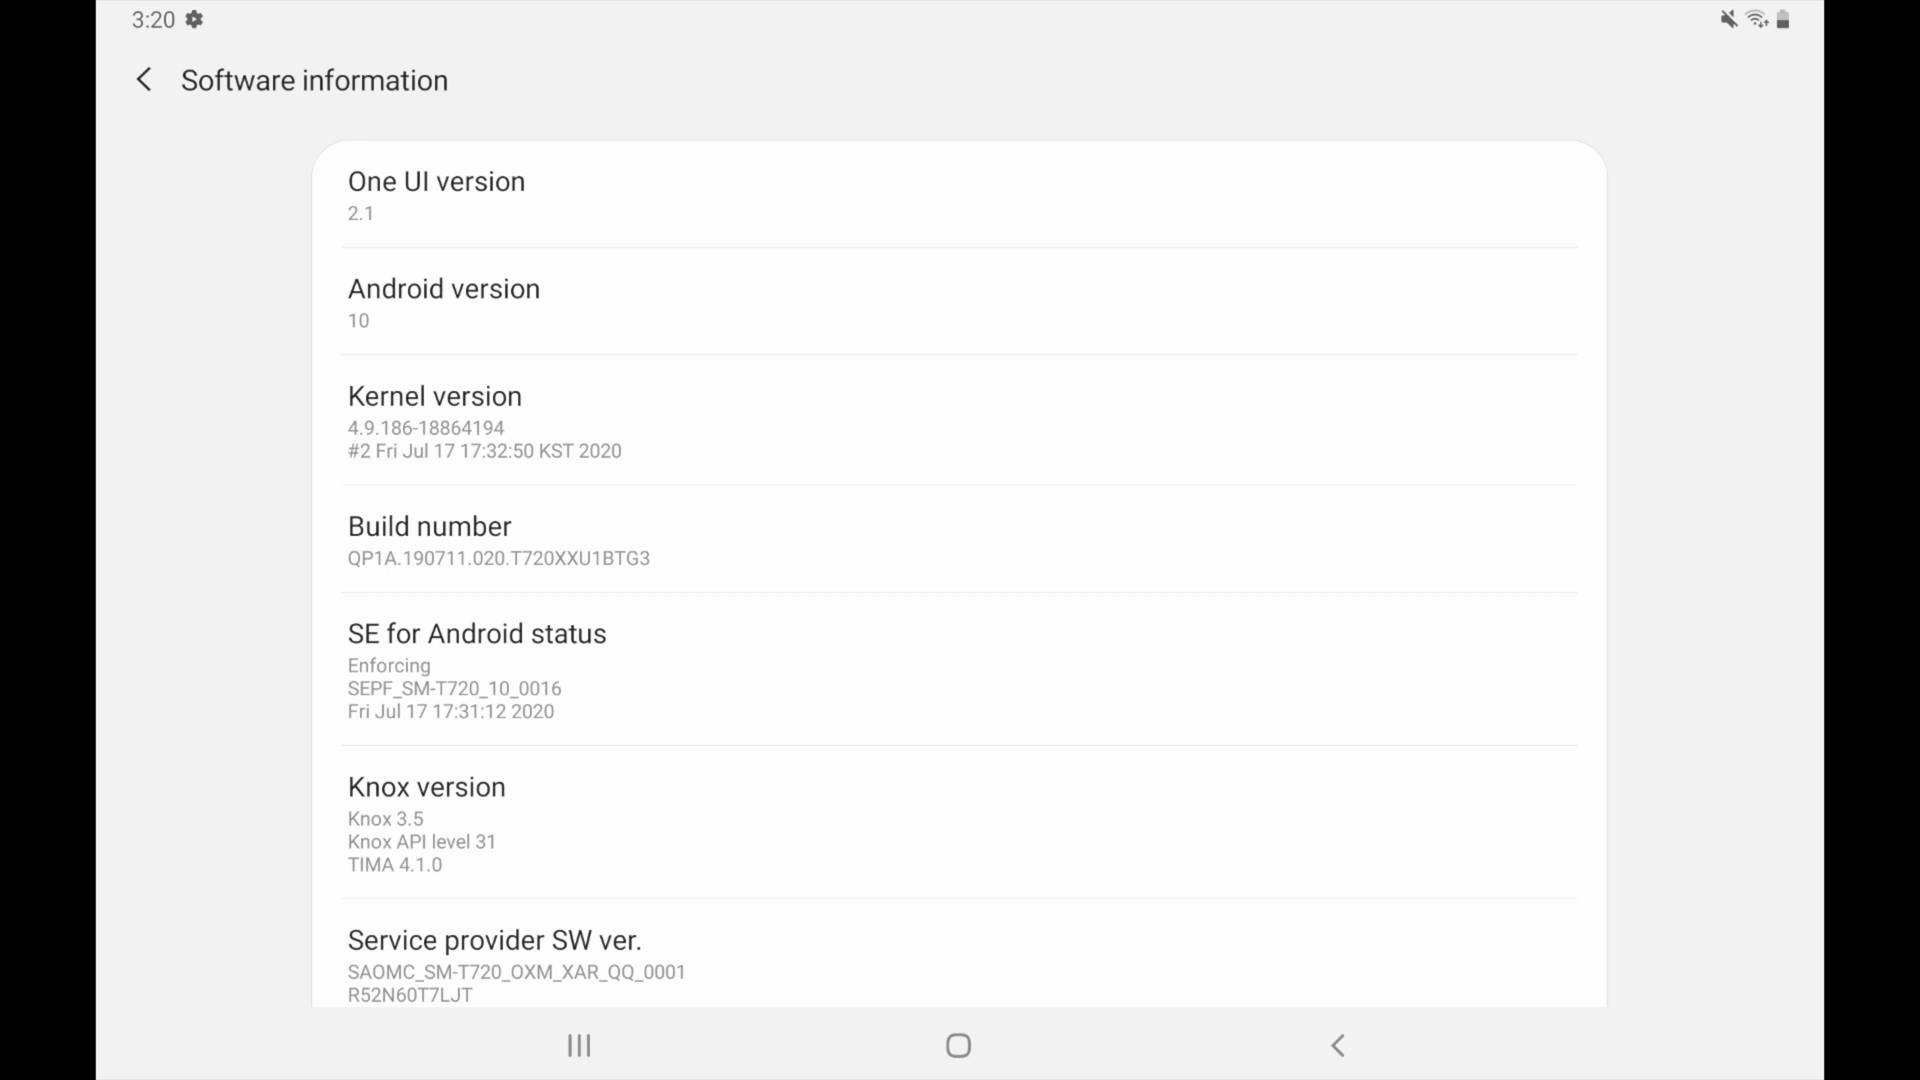 3:20
Software information
One UI version
2.1
Android version
10
Kernel version
4.9.186-18864194
#2 Fri Jul 17 17:32:50 KST 2020
Build number
QP1A.190711.020.T720XXU1BTG3
SE for Android status
Enforcing
SEPF_SM-T720_10_0016
Fri Jul 17 17:31:12 2020
Knox version
Knox 3.5
Knox API level 31
TIMA 4.1.0
Service provider SW ver.
SAOMC_SM-T720_OXM_XAR_QQ_0001
R52N60T7LJT